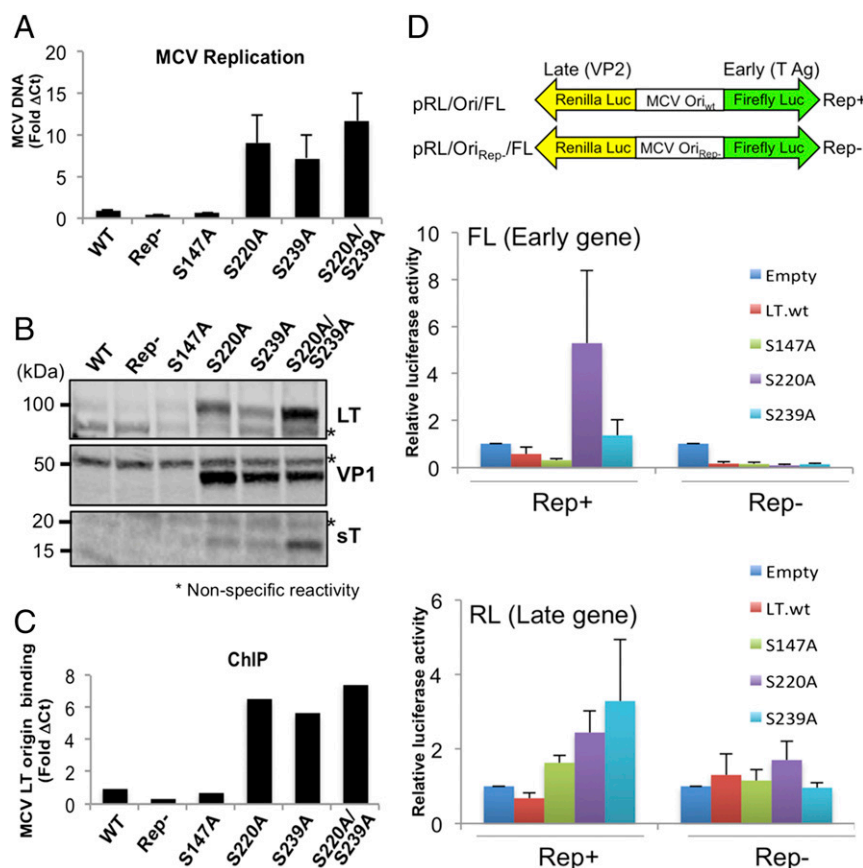 A
MCV Replication
MCV DNA
(Fold ΔCt)
20
15
10
5
0
WT
Rep-
S147A
S220A
S239A
S220A/
S239A
B
WT
Rep-
S147A
S220A
S239A
S220A/
S239A
(kDa)
100
LT
*
50
*
VP1
20
*
15
sT
* Non-specific reactivity
C
ChIP
MCV LT origin binding
(Fold ΔCt)
8
6
4
2
0
WT
Rep-
S147A
S220A
S239A
S220A/
S239A
D
Late (VP2) Early (T Ag)
pRL/Ori/FL Renilla Luc MCV Oriwt Firefly Luc Rep+
pRL/OriRep-/FL Renilla Luc MCV OriRep- Firefly Luc Rep-
FL (Early gene)
Relative luciferase activity
10
8
6
4
2
0
Empty
LT.wt
S147A
S220A
S239A
Rep+ Rep-
RL (Late gene)
Relative luciferase activity
6
4
2
0
Empty
LT.wt
S147A
S220A
S239A
Rep+ Rep-